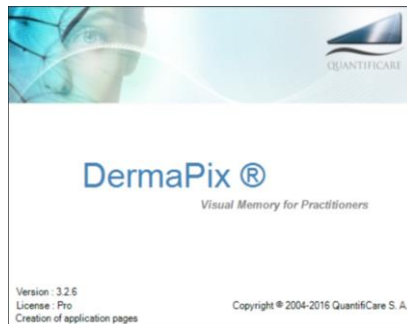 QUANTIFICARE
DermaPix ®
Visual Memory for Practitioners
Version : 3.2.6
License : Pro
Creation of application pages
Copyright ® 2004-2016 QuantifiCare S. A